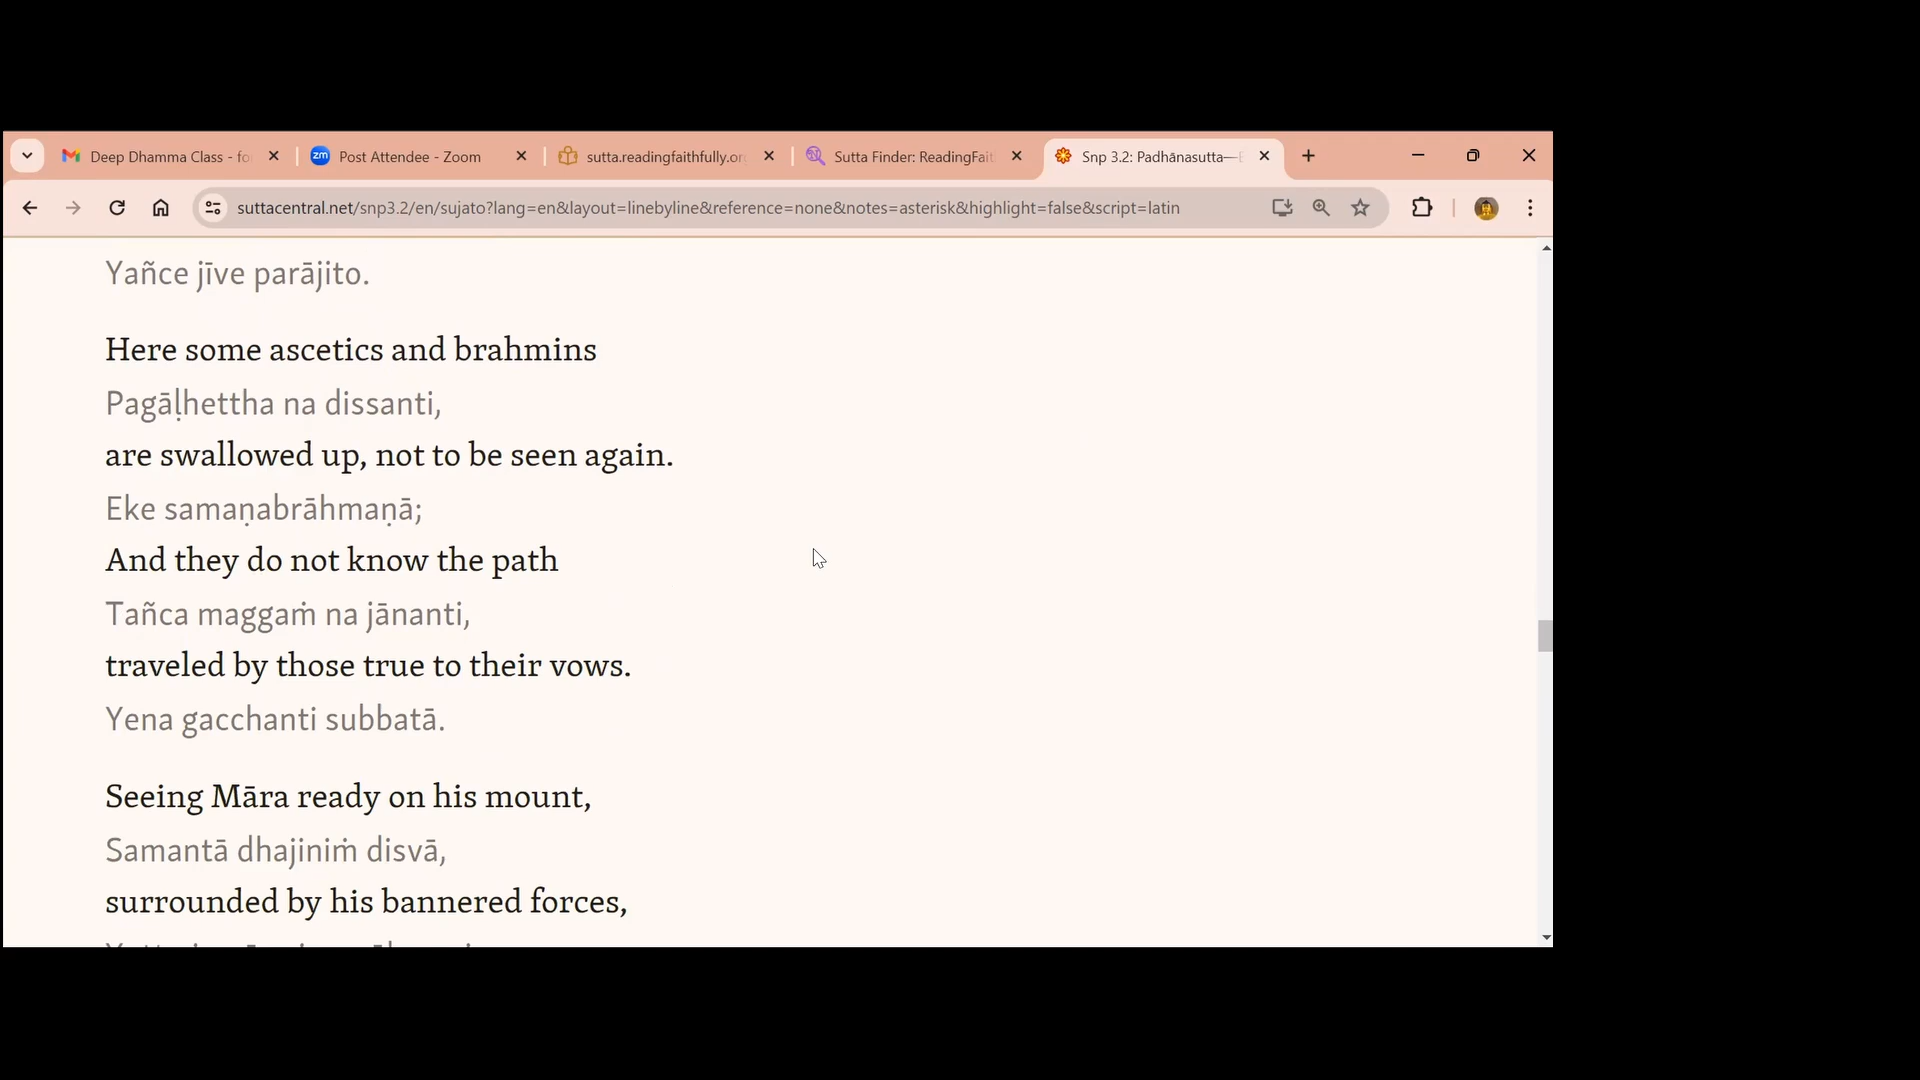 Deep Dhamma Class - fo
Post Attendee - Zoom
sutta.readingfaithfully.or
Sutta Finder: ReadingFait
Snp 3.2: Padhānasutta—
suttacentral.net/snp3.2/en/sujato?lang=en&layout=linebyline&reference=none&notes=asterisk&highlight=false&script=latin
Yañce jīve parājito.
Here some ascetics and brahmins
Pagāḷhettha na dissanti,
are swallowed up, not to be seen again.
Eke samaṇabrāhmaṇā;
And they do not know the path
Tañca maggaṁ na jānanti,
traveled by those true to their vows.
Yena gacchanti subbatā.
Seeing Māra ready on his mount,
Samantā dhajiniṁ disvā,
surrounded by his bannered forces,